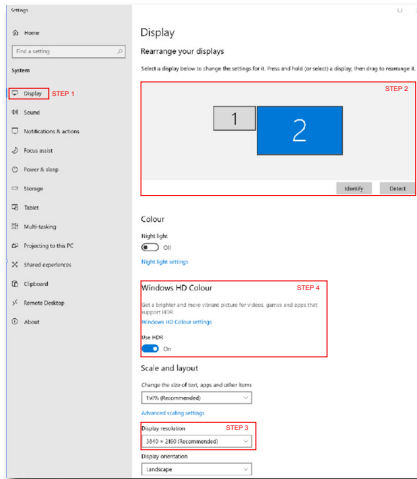 Settings
Home
Find a setting
System
Display STEP 1
Sound
Notifications & actions
Focus assist
Power & sleep
Storage
Tablet
Multi-tasking
Projecting to this PC
Shared experiences
Clipboard
Remote Desktop
About
Display
Rearrange your displays
Select a display below to change the settings for it. Press and hold (or select) a display, then drag to rearrange it.
STEP 2
1
2
Identify
Detect
Colour
Night light
Off
Night light settings
Windows HD Colour STEP 4
Get a brighter and more vibrant picture for videos, games and apps that
support HDR.
Windows HD Colour settings
Use HDR
On
Scale and layout
Change the size of text, apps and other items
150% (Recommended)
Advanced scaling settings
Display resolution STEP 3
3840 × 2160 (Recommended)
Display orientation
Landscape